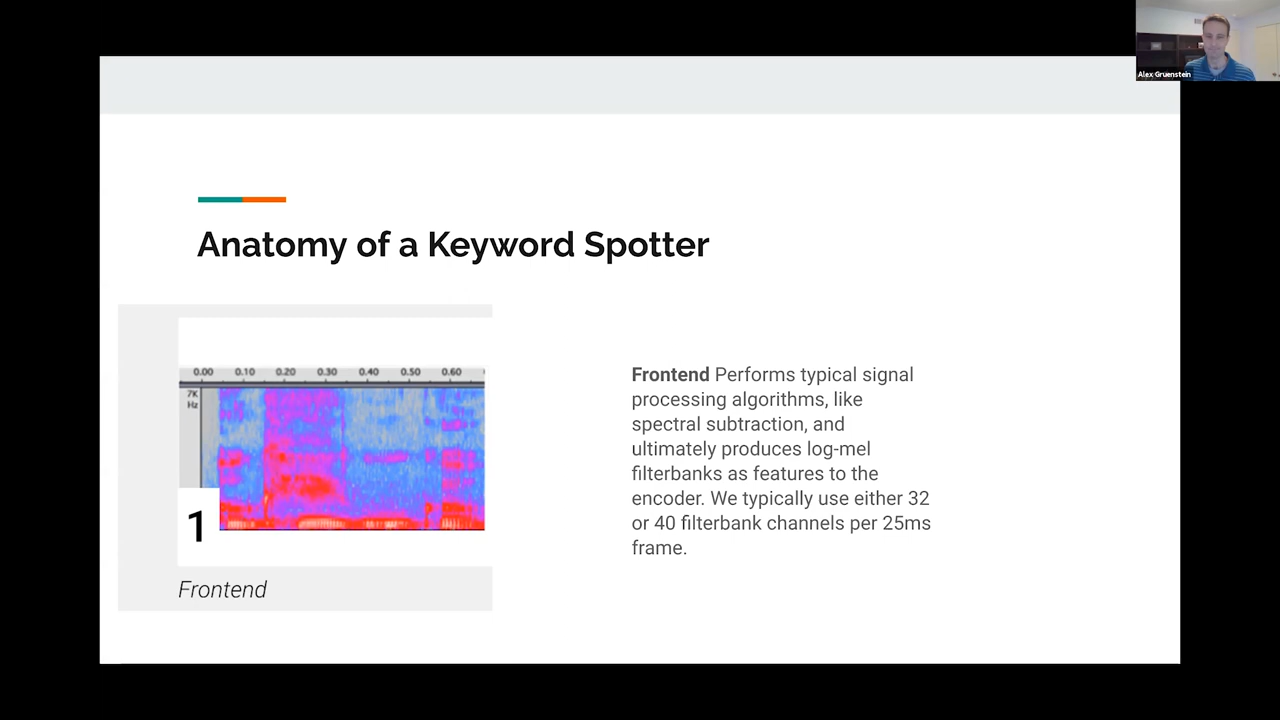 Alex Gruenstein
Anatomy of a Keyword Spotter
0.00 0.10 0.20 0.30 0.40 0.50 0.60
7K
Hz
1
Frontend
Frontend Performs typical signal
processing algorithms, like
spectral subtraction, and
ultimately produces log-mel
filterbanks as features to the
encoder. We typically use either 32
or 40 filterbank channels per 25ms
frame.